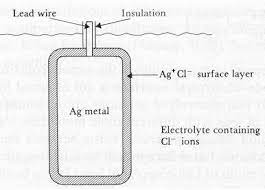 Lead wire
Insulation
Ag⁺Cl⁻ surface layer
Ag metal
Electrolyte containing
Cl⁻ ions